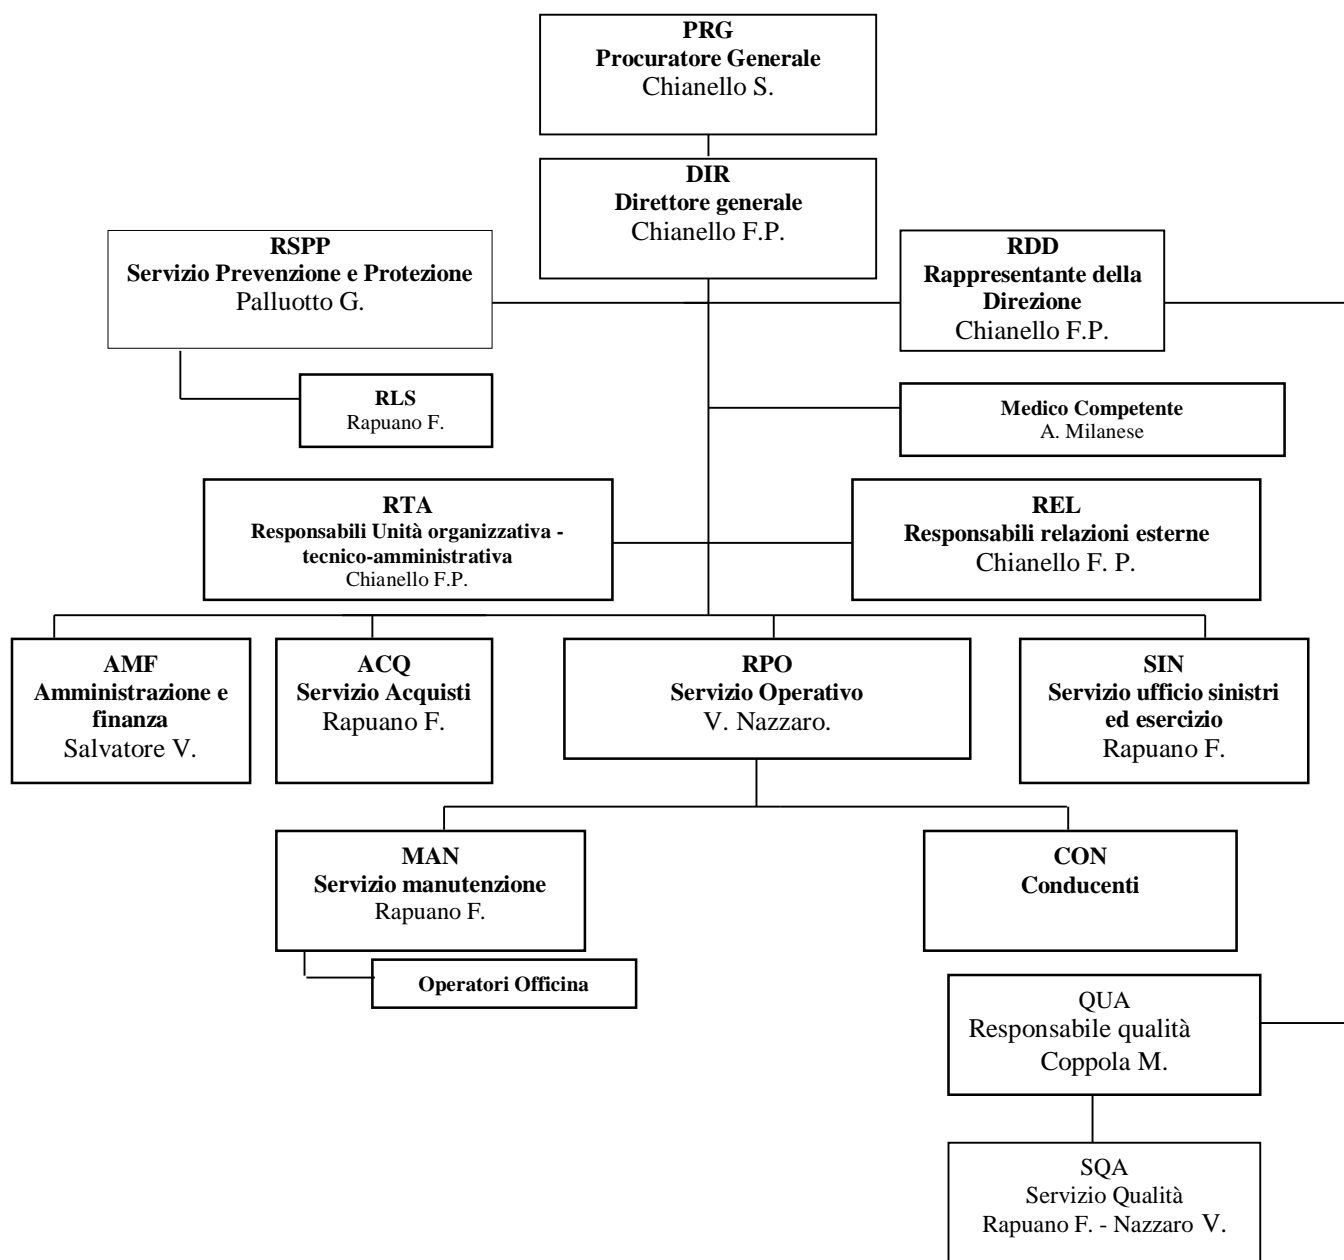 PRG
Procuratore Generale
Chianello S.
DIR
Direttore generale
Chianello F.P.
RSPP
Servizio Prevenzione e Protezione
Palluotto G.
RDD
Rappresentante della
Direzione
Chianello F.P.
RLS
Rapuano F.
Medico Competente
A. Milanese
RTA
Responsabili Unità organizzativa -
tecnico-amministrativa
Chianello F.P.
REL
Responsabili relazioni esterne
Chianello F. P.
AMF
Amministrazione e
finanza
Salvatore V.
ACQ
Servizio Acquisti
Rapuano F.
RPO
Servizio Operativo
V. Nazzaro.
SIN
Servizio ufficio sinistri
ed esercizio
Rapuano F.
MAN
Servizio manutenzione
Rapuano F.
CON
Conducenti
Operatori Officina
QUA
Responsabile qualità
Coppola M.
SQA
Servizio Qualità
Rapuano F. - Nazzaro V.